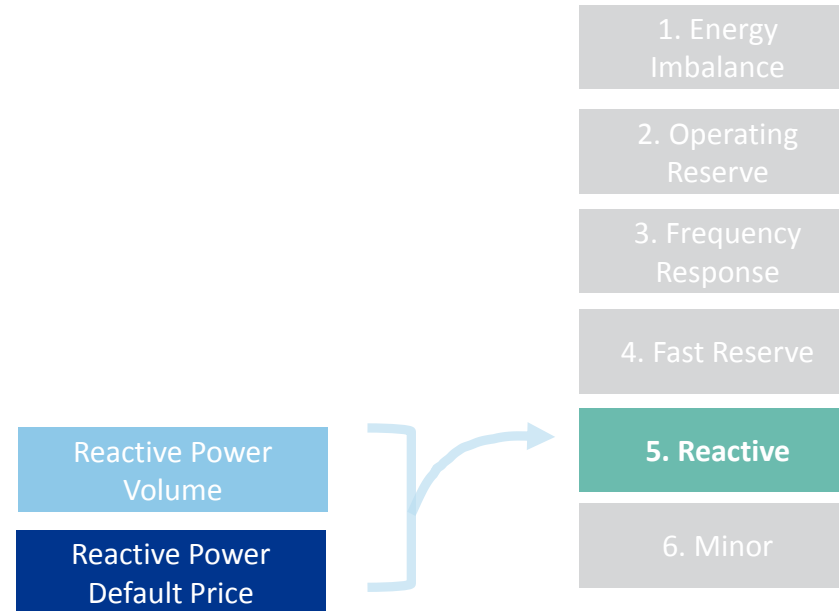 1. Energy
Imbalance
2. Operating
Reserve
3. Frequency
Response
4. Fast Reserve
5. Reactive
6. Minor
Reactive Power
Volume
Reactive Power
Default Price